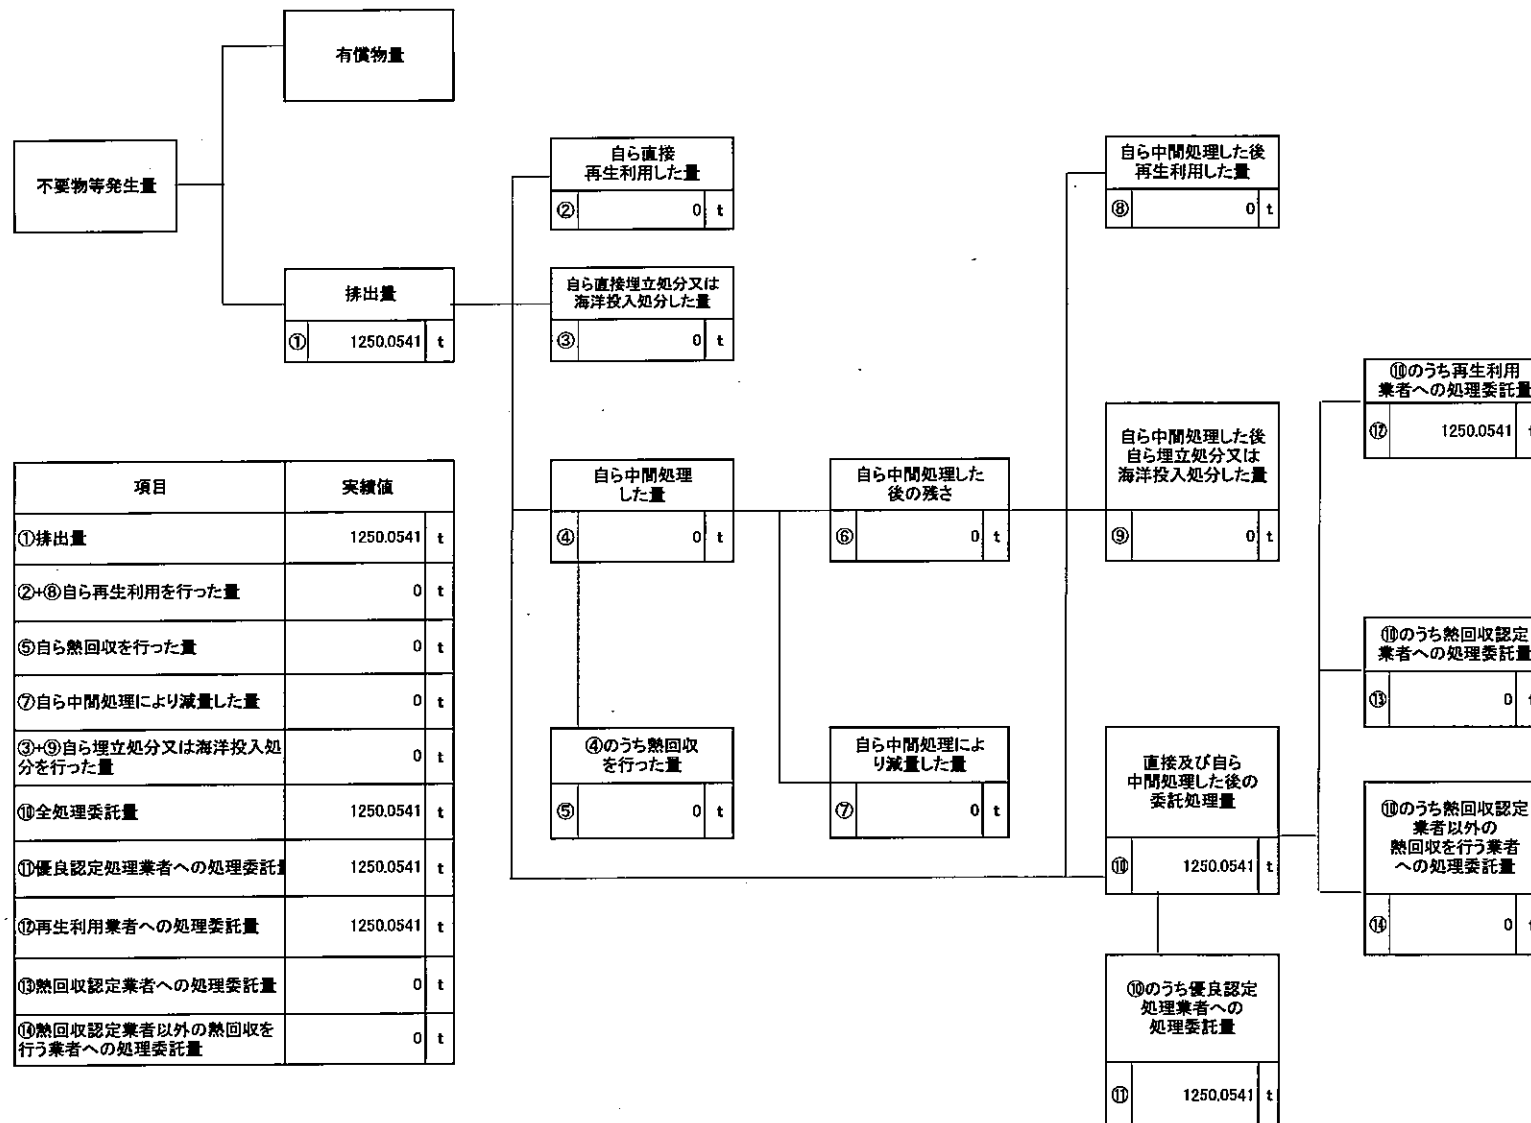 有償物量
不要物等発生量
排出量
① 1250.0541 t
自ら直接
再生利用した量
② 0 t
自ら直接埋立処分又は
海洋投入処分した量
③ 0 t
自ら中間処理
した量
④ 0 t
④のうち熱回収
を行った量
⑤ 0 t
自ら中間処理した
後の残さ
⑥ 0 t
自ら中間処理によ
り減量した量
⑦ 0 t
自ら中間処理した後
再生利用した量
⑧ 0 t
自ら中間処理した後
自ら埋立処分又は
海洋投入処分した量
⑨ 0 t
直接及び自ら
中間処理した後の
委託処理量
⑩ 1250.0541 t
⑩のうち優良認定
処理業者への
処理委託量
⑪ 1250.0541 t
⑩のうち再生利用
業者への処理委託量
⑫ 1250.0541 t
⑩のうち熱回収認定
業者への処理委託量
⑬ 0 t
⑩のうち熱回収認定
業者以外の
熱回収を行う業者
への処理委託量
⑭ 0 t
項目 実績値
①排出量 1250.0541 t
②+⑧自ら再生利用を行った量 0 t
⑤自ら熱回収を行った量 0 t
⑦自ら中間処理により減量した量 0 t
③+⑨自ら埋立処分又は海洋投入処
分を行った量 0 t
⑩全処理委託量 1250.0541 t
⑪優良認定処理業者への処理委託量 1250.0541 t
⑫再生利用業者への処理委託量 1250.0541 t
⑬熱回収認定業者への処理委託量 0 t
⑭熱回収認定業者以外の熱回収を
行う業者への処理委託量 0 t